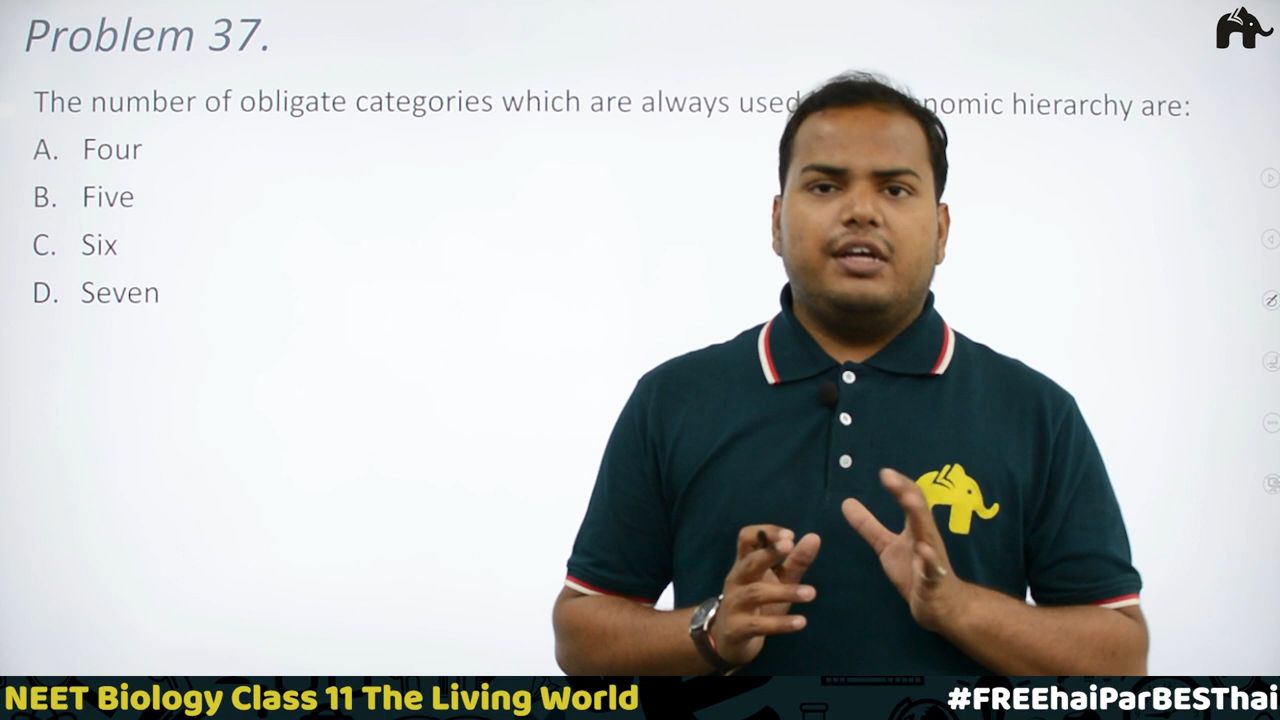 Problem 37.
The number of obligate categories which are always used nomic hierarchy are:
A. Four
B. Five
C. Six
D. Seven
NEET Biology Class 11 The Living World
#FREEhaiParBESThai